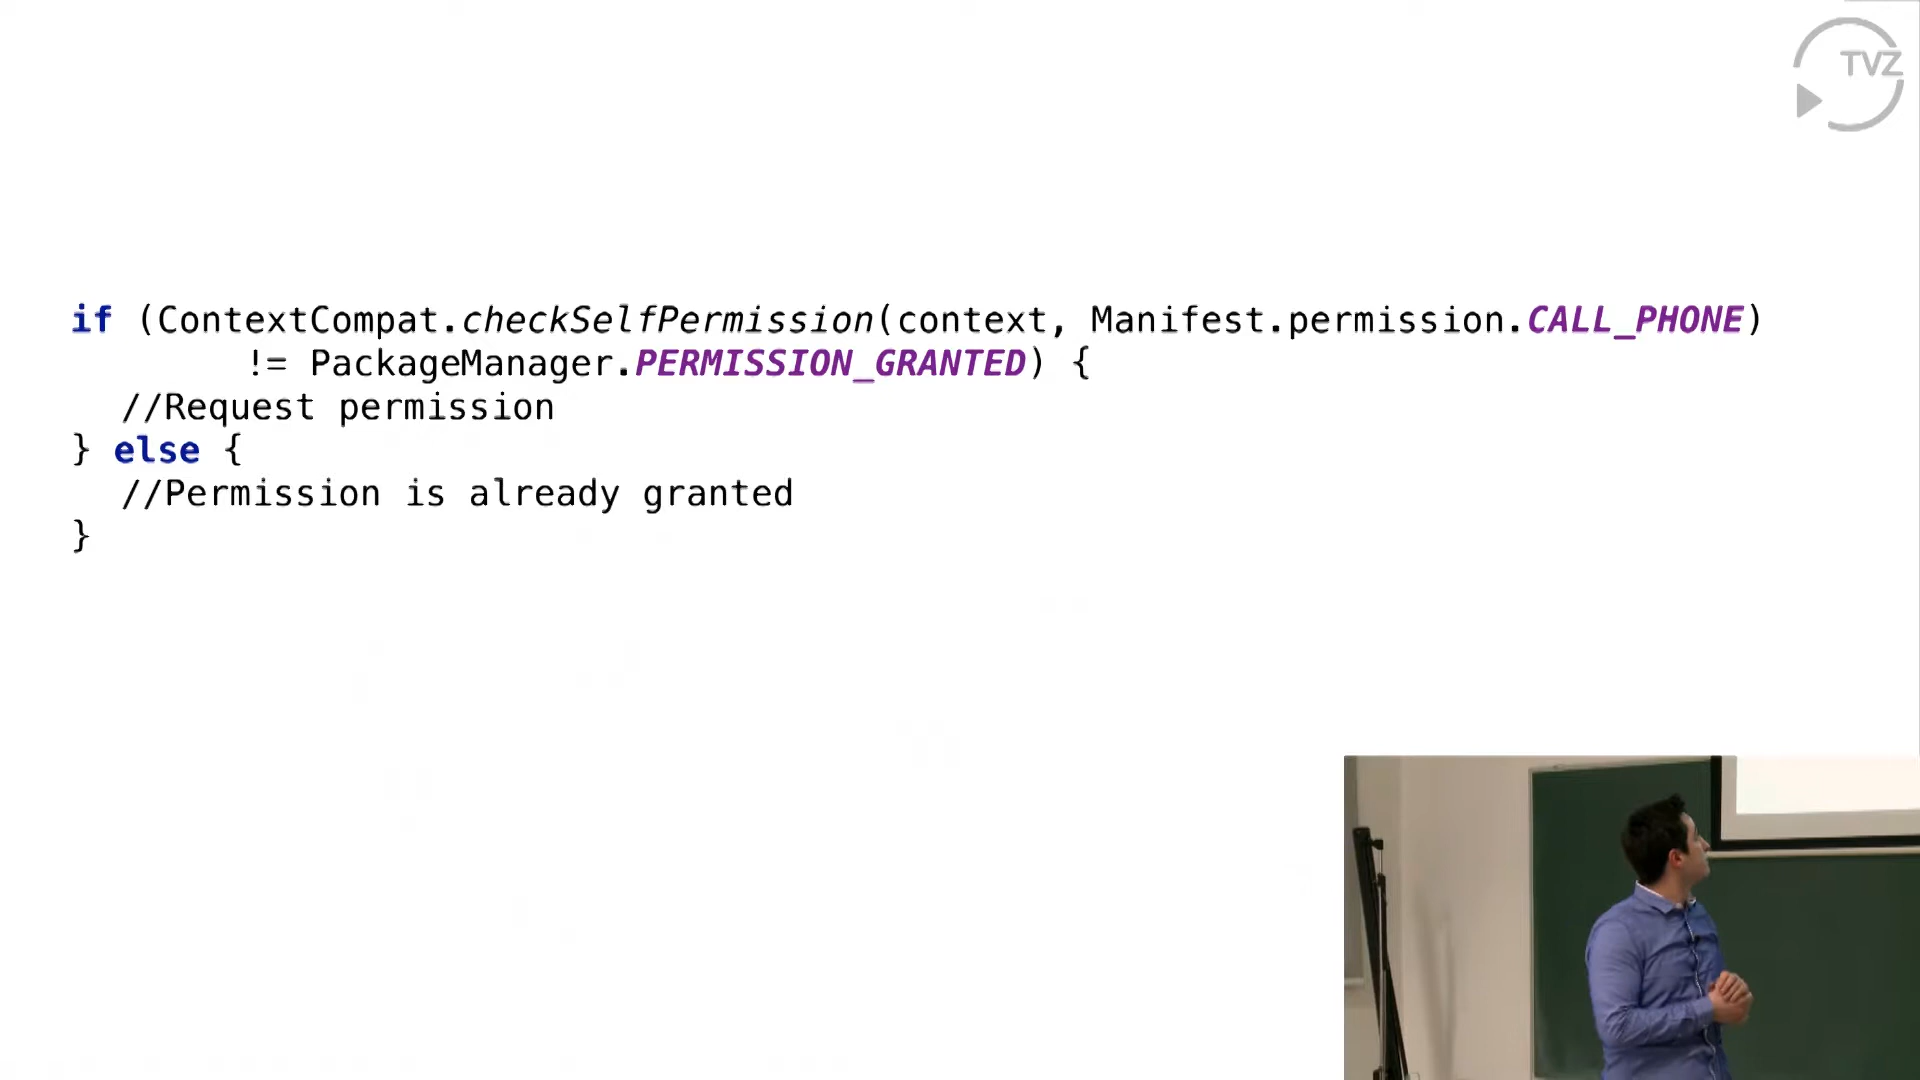 TVZ
if (ContextCompat.checkSelfPermission(context, Manifest.permission.CALL_PHONE)
!= PackageManager.PERMISSION_GRANTED) {
//Request permission
} else {
//Permission is already granted
}